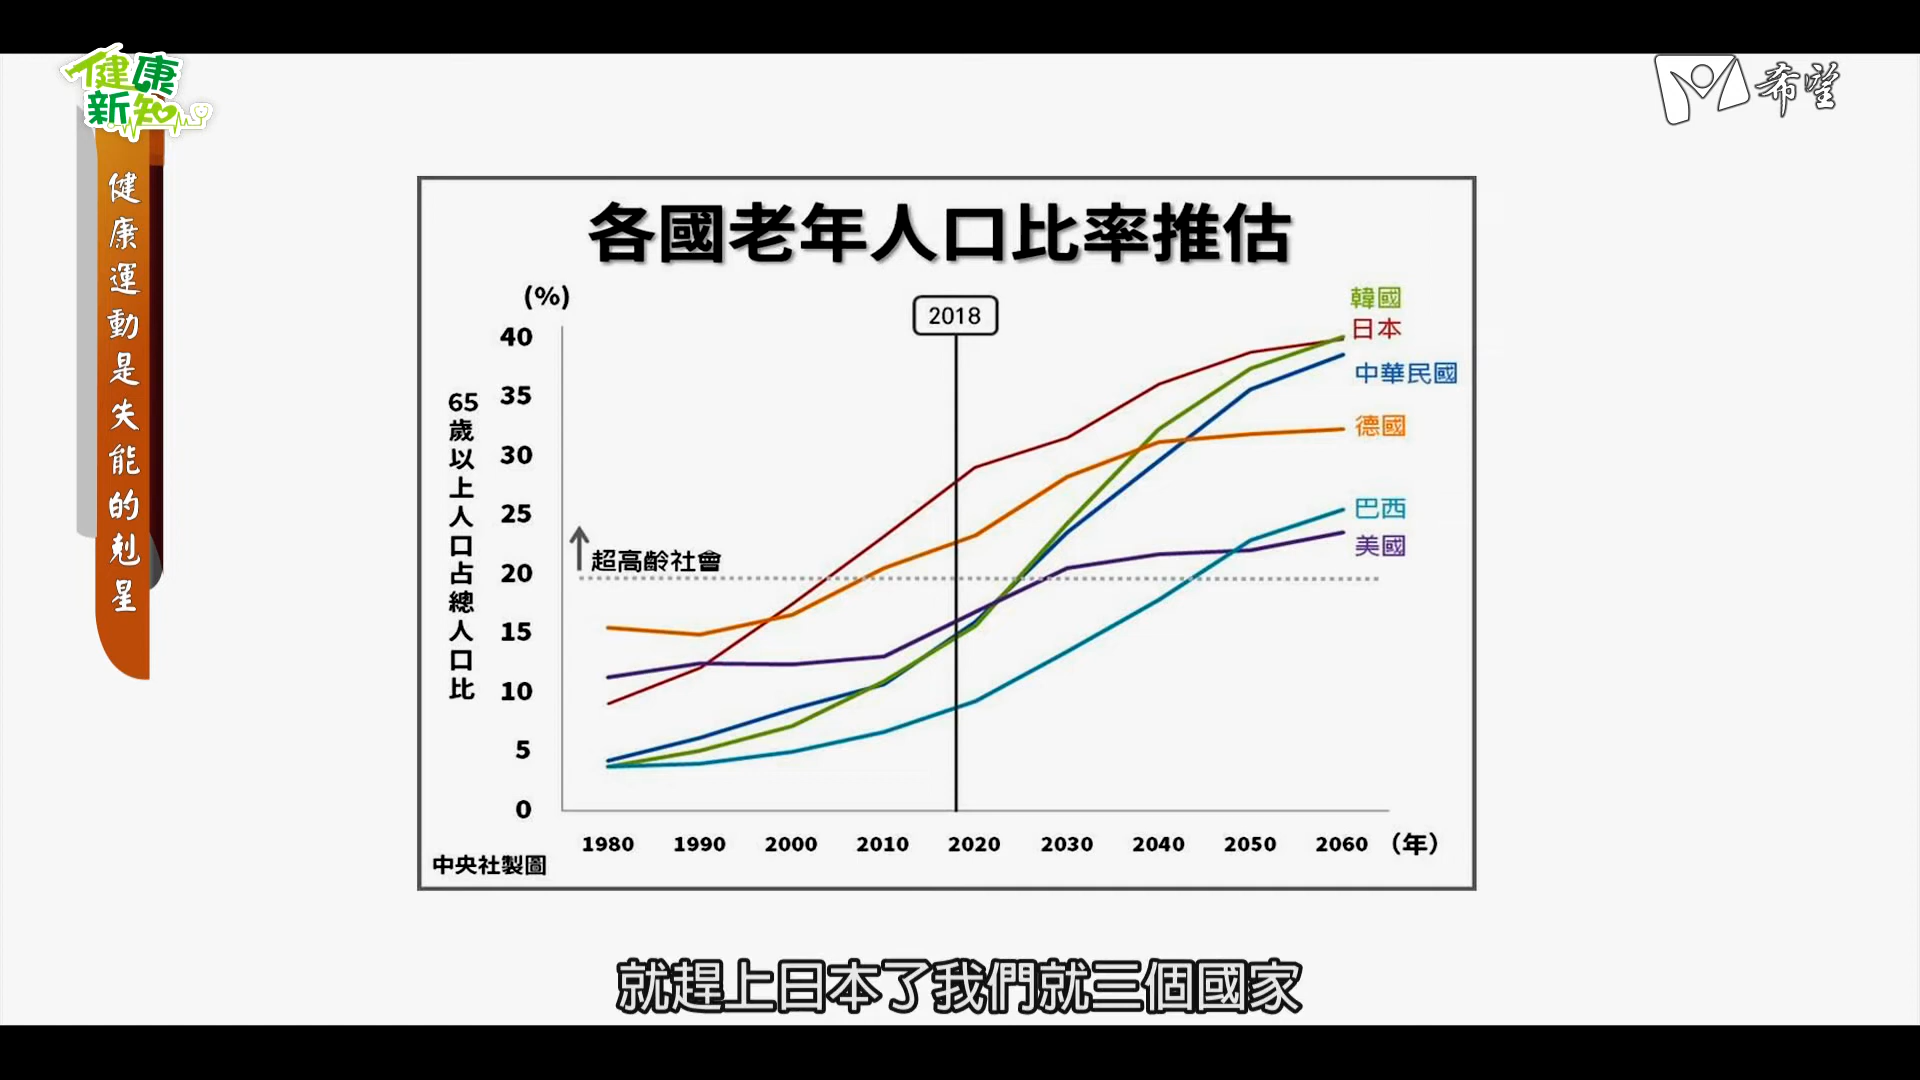 健康
新知
希望
健康運動是失能的剋星
各國老年人口比率推估
(%)
2018
韓國
日本
中華民國
德國
巴西
美國
40
35
30
25
20
15
10
5
0
65歲以上人口占總人口比
超高齡社會
1980 1990 2000 2010 2020 2030 2040 2050 2060 (年)
中央社製圖
就趕上日本了我們就三個國家